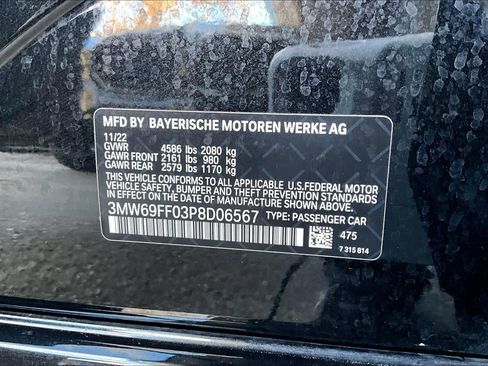 MFD BY BAYERISCHE MOTOREN WERKE AG
11/22
GVWR 4586 lbs 2080 kg
GAWR FRONT 2161 lbs 980 kg
GAWR REAR 2579 lbs 1170 kg
THIS VEHICLE CONFORMS TO ALL APPLICABLE U.S.FEDERAL MOTOR
VEHICLE SAFETY, BUMPER AND THEFT PREVENTION STANDARDS
IN EFFECT ON THE DATE OF MANUFACTURE SHOWN ABOVE.
3MW69FF03P8D06567 TYPE: PASSENGER CAR
475
7 315 814